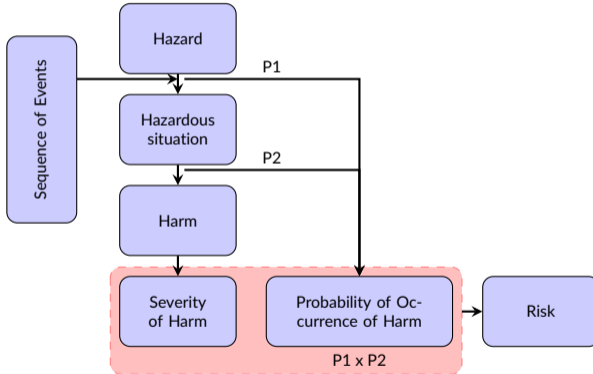 Hazard
P1
Sequence of Events
Hazardous
situation
P2
Harm
Severity
of Harm
Probability of Oc-
currence of Harm
Risk
P1 x P2